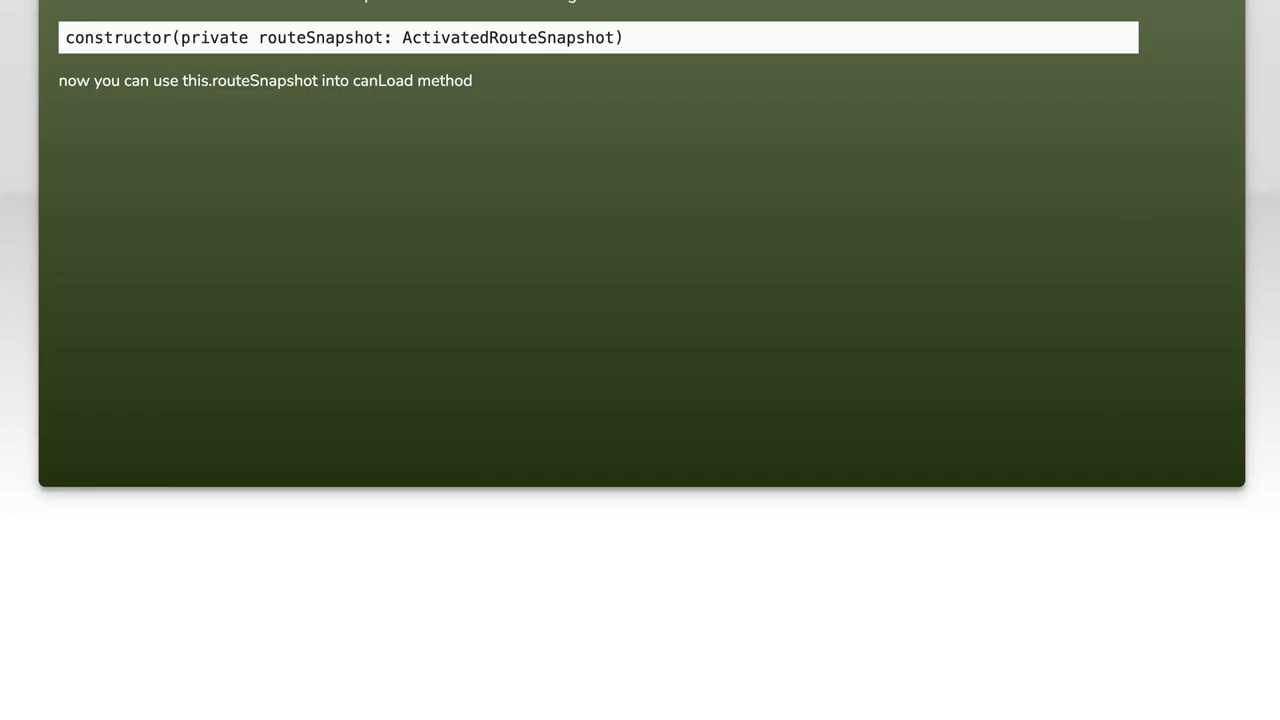 constructor(private routeSnapshot: ActivatedRouteSnapshot)
now you can use this.routeSnapshot into canLoad method